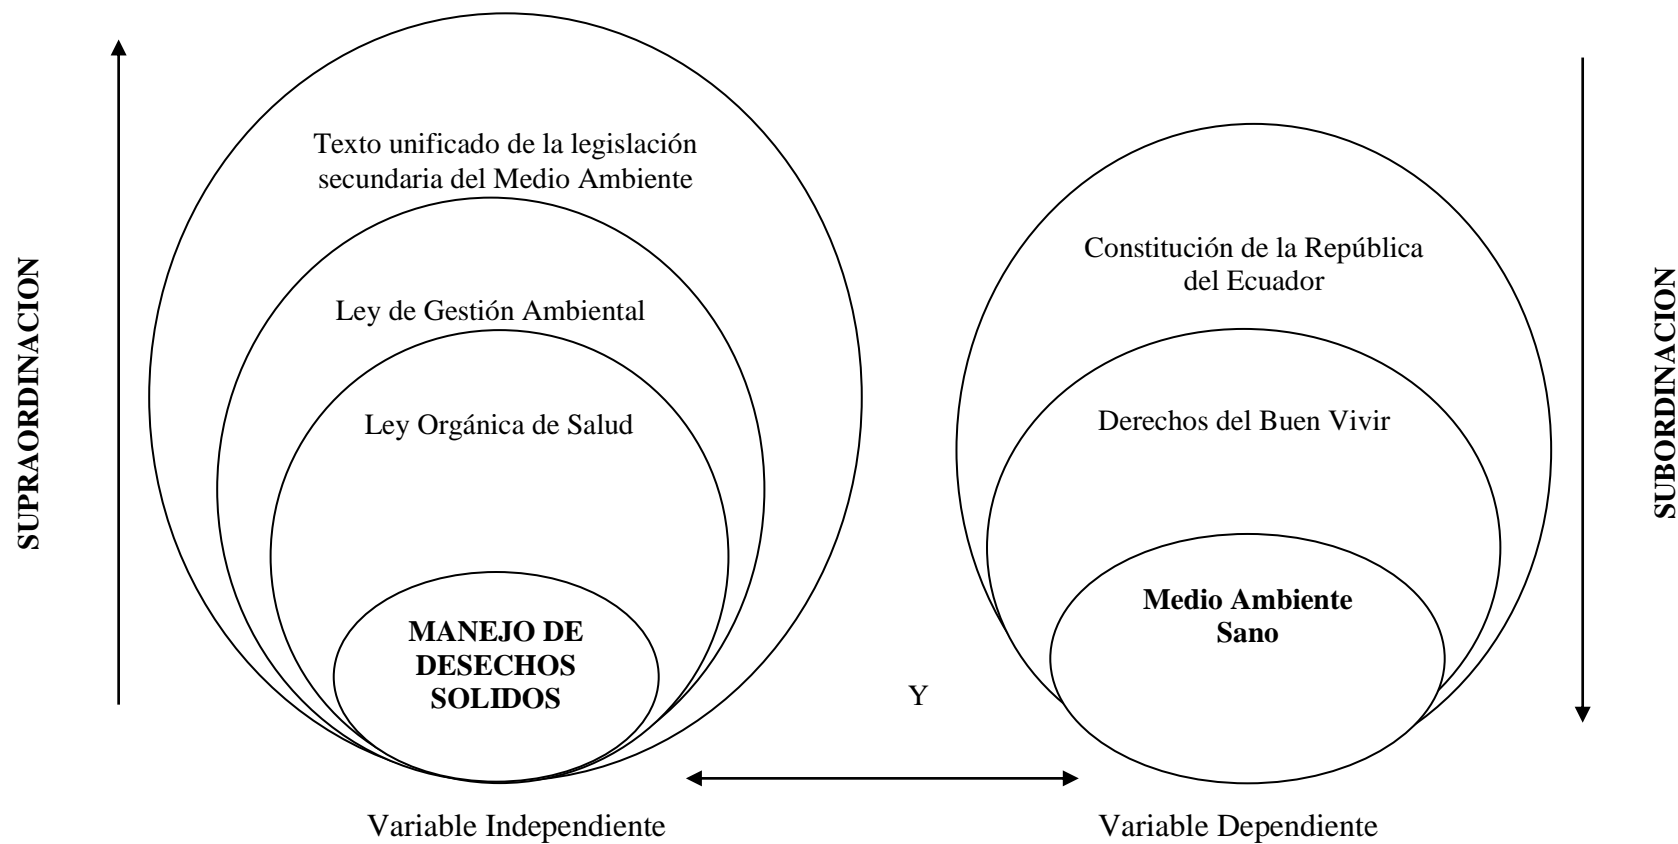 SUPRAORDINACION
Texto unificado de la legislación
secundaria del Medio Ambiente
Ley de Gestión Ambiental
Ley Orgánica de Salud
MANEJO DE
DESECHOS
SOLIDOS
Variable Independiente
Y
Constitución de la República
del Ecuador
Derechos del Buen Vivir
Medio Ambiente
Sano
Variable Dependiente
SUBORDINACION